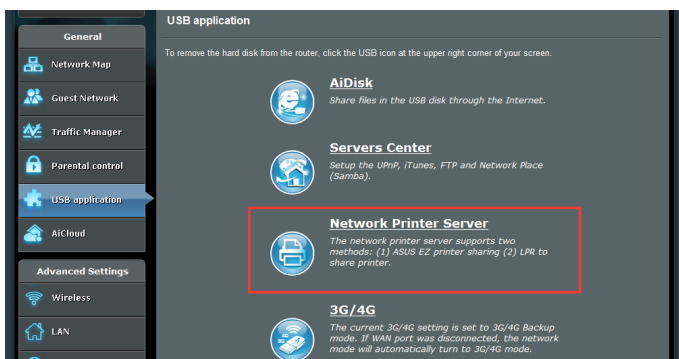 General
Network Map
Guest Network
Traffic Manager
Parental control
USB application
AiCloud
Advanced Settings
Wireless
LAN
USB application
To remove the hard disk from the router, click the USB icon at the upper right corner of your screen.
AiDisk
Share files in the USB disk through the Internet.
Servers Center
Setup the UPnP, iTunes, FTP and Network Place
(Samba).
Network Printer Server
The network printer server supports two
methods: (1) ASUS EZ printer sharing (2) LPR to
share printer.
3G/4G
The current 3G/4G setting is set to 3G/4G Backup
mode. If WAN port was disconnected, the network
mode will automatically turn to 3G/4G mode.